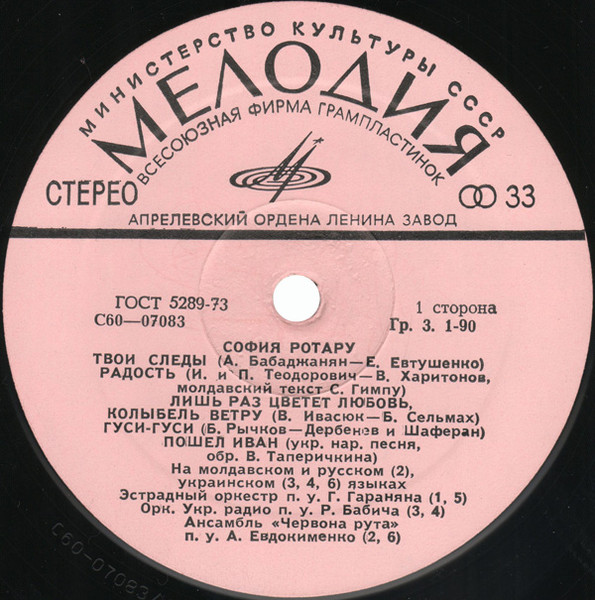 МИНИСТЕРСТВО КУЛЬТУРЫ СССР
МЕЛОДИЯ
ВСЕСОЮЗНАЯ ФИРМА ГРАМПЛАСТИНОК
СТЕРЕО
33
АПРЕЛЕВСКИЙ ОРДЕНА ЛЕНИНА ЗАВОД
ГОСТ 5289-73
С60—07083
1 сторона
Гр. 3. 1-90
СОФИЯ РОТАРУ
ТВОИ СЛЕДЫ (А. Бабаджанян—Е. Евтушенко)
РАДОСТЬ (И. и П. Теодорович—В. Харитонов,
молдавский текст С. Гимпу)
ЛИШЬ РАЗ ЦВЕТЕТ ЛЮБОВЬ,
КОЛЫБЕЛЬ ВЕТРУ (В. Ивасюк—Б. Сельмах)
ГУСИ-ГУСИ (Б. Рычков—Дербенев и Шаферан)
ПОШЕЛ ИВАН (укр. нар. песня,
обр. В. Таперичкина)
На молдавском и русском (2),
украинском (3, 4, 6) языках
Эстрадный оркестр п. у. Г. Гараняна (1, 5)
Орк. Укр. радио п. у. Р. Бабича (3, 4)
Ансамбль «Червона рута»
п. у. А. Евдокименко (2, 6)
С60-07083/